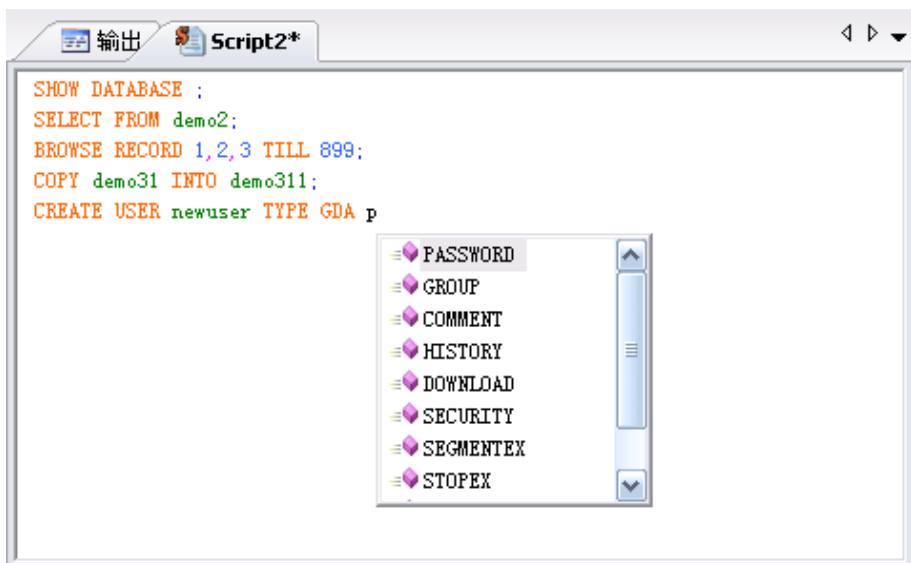 输出 Script2*
SHOW DATABASE ;
SELECT FROM demo2;
BROWSE RECORD 1,2,3 TILL 899;
COPY demo31 INTO demo311;
CREATE USER newuser TYPE GDA p
PASSWORD
GROUP
COMMENT
HISTORY
DOWNLOAD
SECURITY
SEGMENTEX
STOPEX